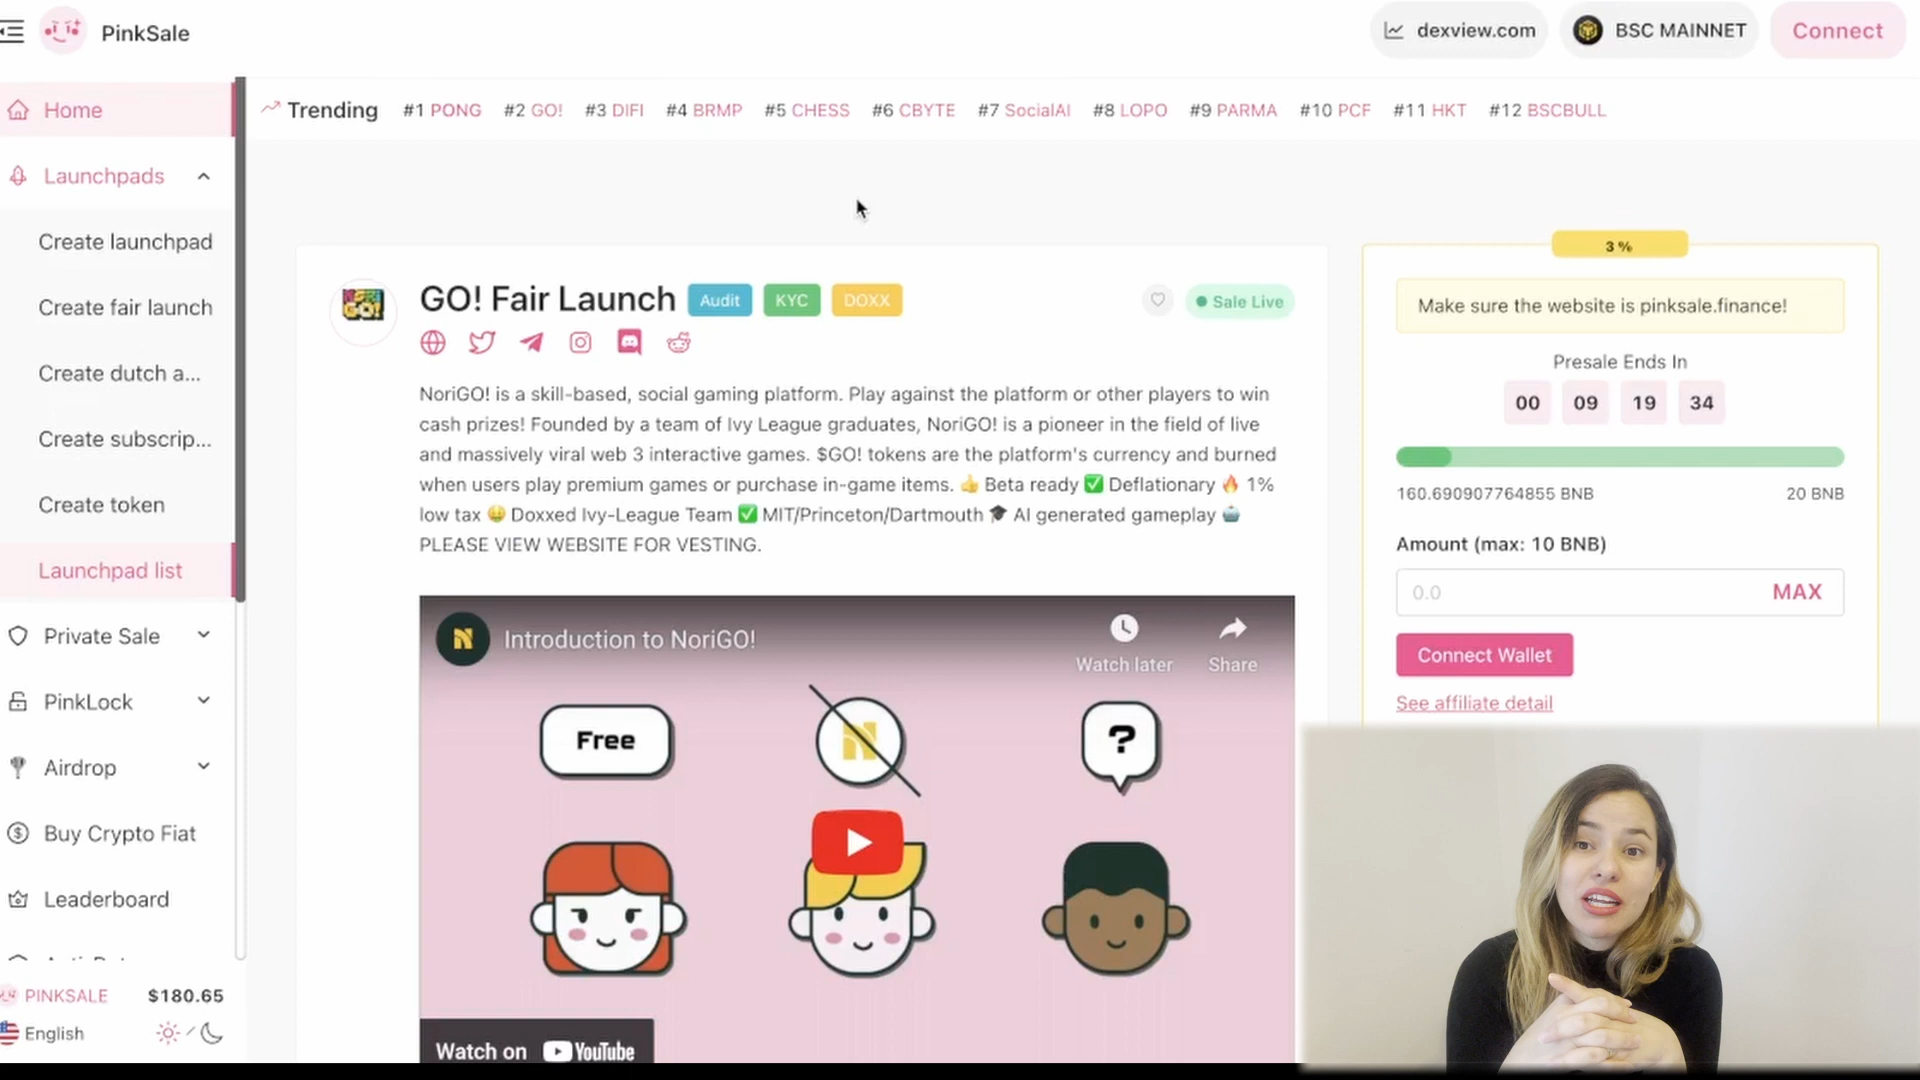 PinkSale
dexview.com
BSC MAINNET
Connect
Home
Launchpads
Create launchpad
Create fair launch
Create dutch a...
Create subscrip...
Create token
Launchpad list
Private Sale
PinkLock
Airdrop
Buy Crypto Fiat
Leaderboard
PINKSALE $180.65
English
Trending #1 PONG #2 GO! #3 DIFI #4 BRMP #5 CHESS #6 CBYTE #7 SocialAI #8 LOPO #9 PARMA #10 PCF #11 HKT #12 BSCBULL
GO! Fair Launch Audit KYC DOXX
Sale Live
NoriGO! is a skill-based, social gaming platform. Play against the platform or other players to win
cash prizes! Founded by a team of Ivy League graduates, NoriGO! is a pioneer in the field of live
and massively viral web 3 interactive games. $GO! tokens are the platform's currency and burned
when users play premium games or purchase in-game items. 👍 Beta ready ✅ Deflationary 🔥 1%
low tax 🤑 Doxxed Ivy-League Team ✅ MIT/Princeton/Dartmouth 🎓 AI generated gameplay 🤖
PLEASE VIEW WEBSITE FOR VESTING.
Introduction to NoriGO!
Watch later
Share
Free
?
Watch on YouTube
3 %
Make sure the website is pinksale.finance!
Presale Ends In
00 09 19 34
160.690907764855 BNB 20 BNB
Amount (max: 10 BNB)
0.0 MAX
Connect Wallet
See affiliate detail